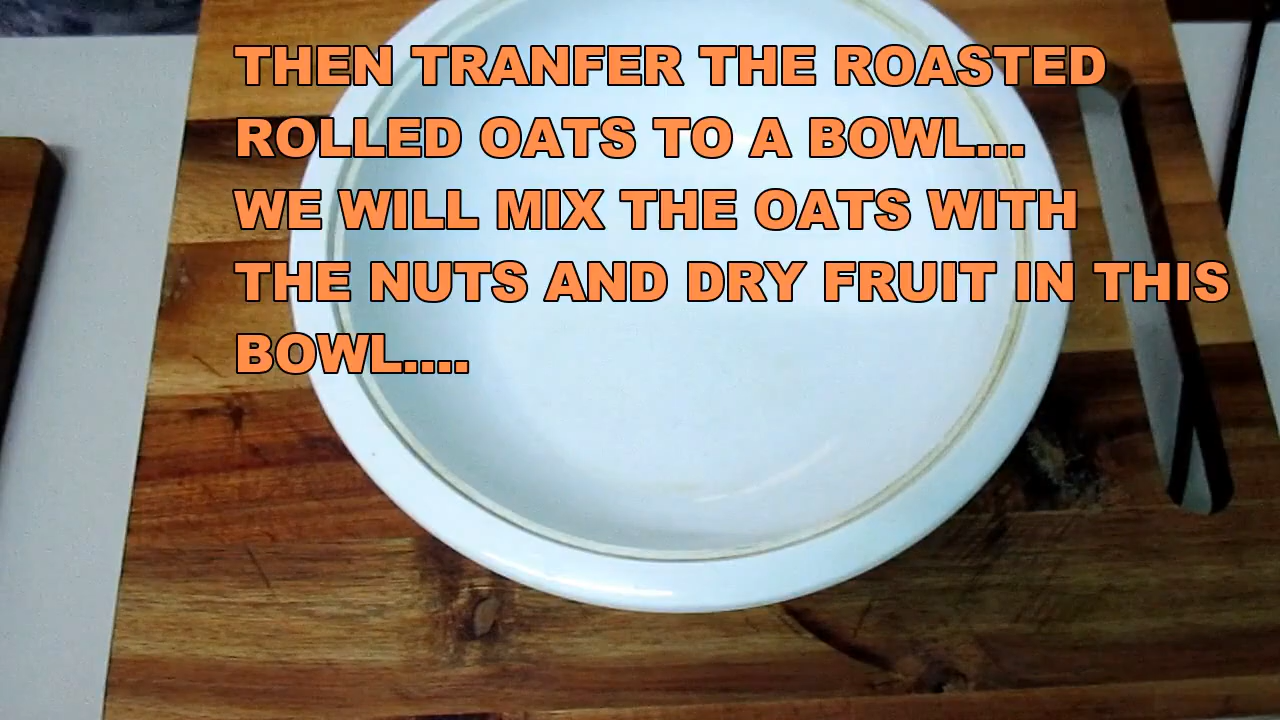 THEN TRANFER THE ROASTED
ROLLED OATS TO A BOWL...
WE WILL MIX THE OATS WITH
THE NUTS AND DRY FRUIT IN THIS
BOWL....